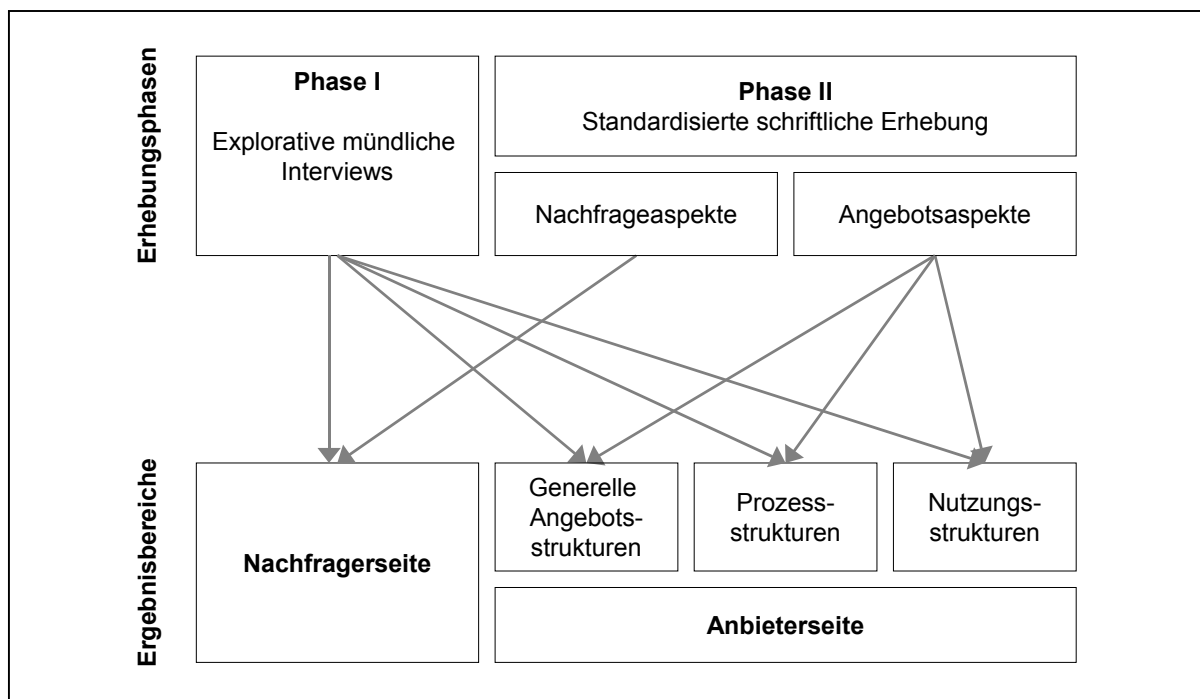 Erhebungsphasen
Phase I
Explorative mündliche
Interviews
Phase II
Standardisierte schriftliche Erhebung
Nachfrageaspekte
Angebotsaspekte
Ergebnisbereiche
Nachfragerseite
Generelle
Angebots-
strukturen
Prozess-
strukturen
Nutzungs-
strukturen
Anbieterseite